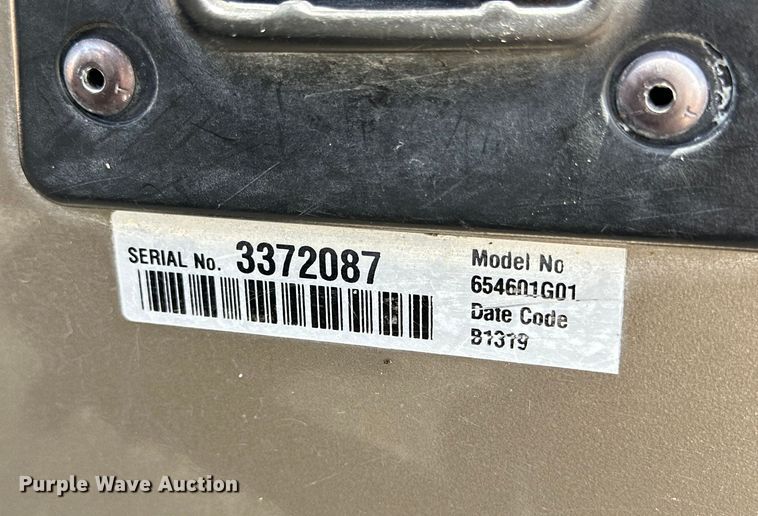 SERIAL No. 3372087
Model No
654601G01
Date Code
B1319
Purple Wave Auction